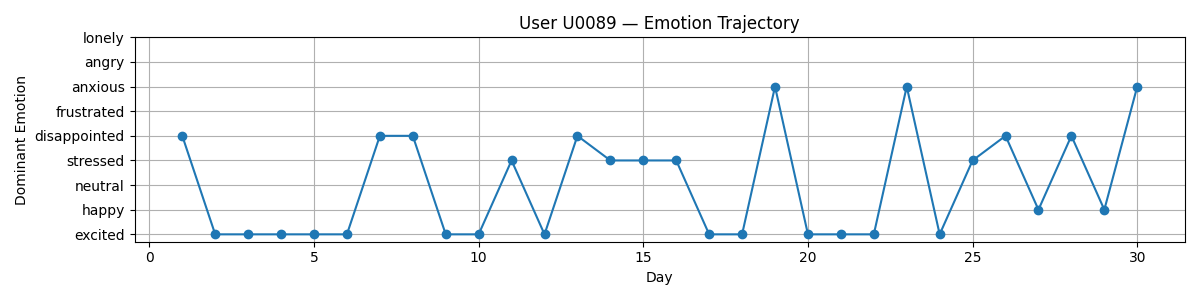 User U0089 — Emotion Trajectory
lonely
angry
anxious
frustrated
disappointed
stressed
neutral
happy
excited
Dominant Emotion
0 5 10 15 20 25 30
Day